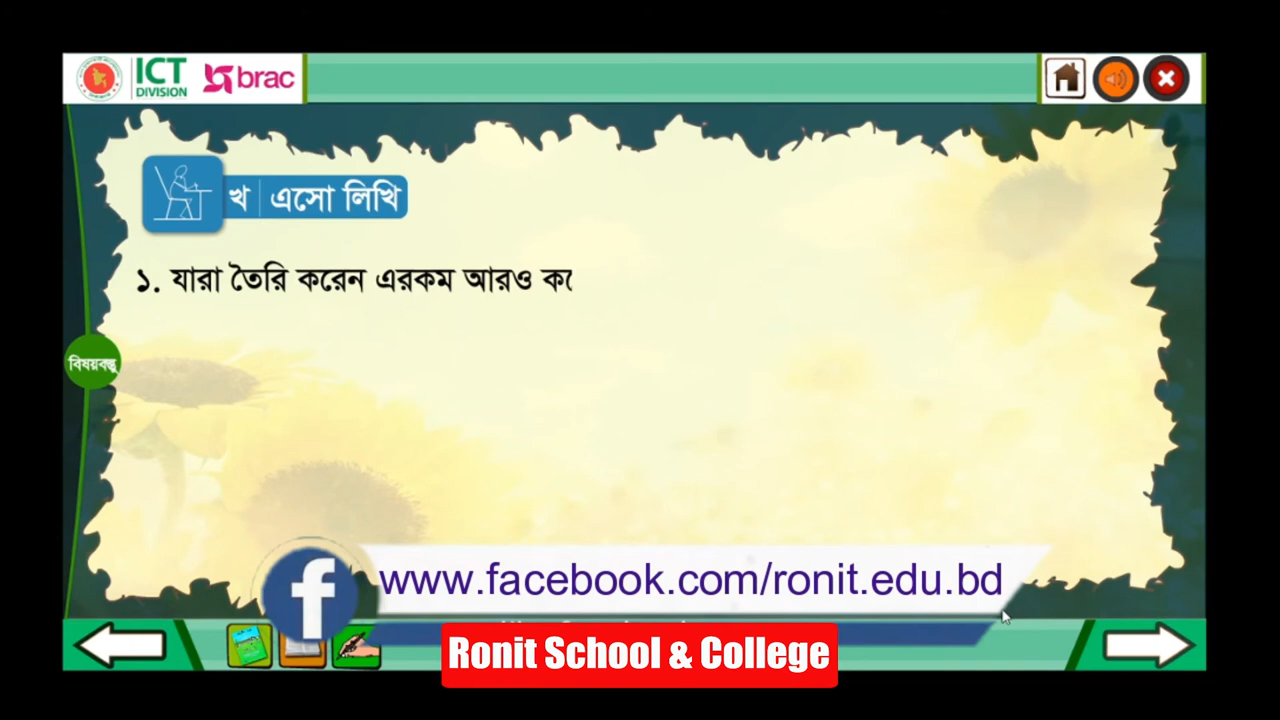 ICT
DIVISION
brac
খ এসো লিখি
১. যারা তৈরি করেন এরকম আরও
বিষয়বস্তু
www.facebook.com/ronit.edu.bd
Ronit School & College